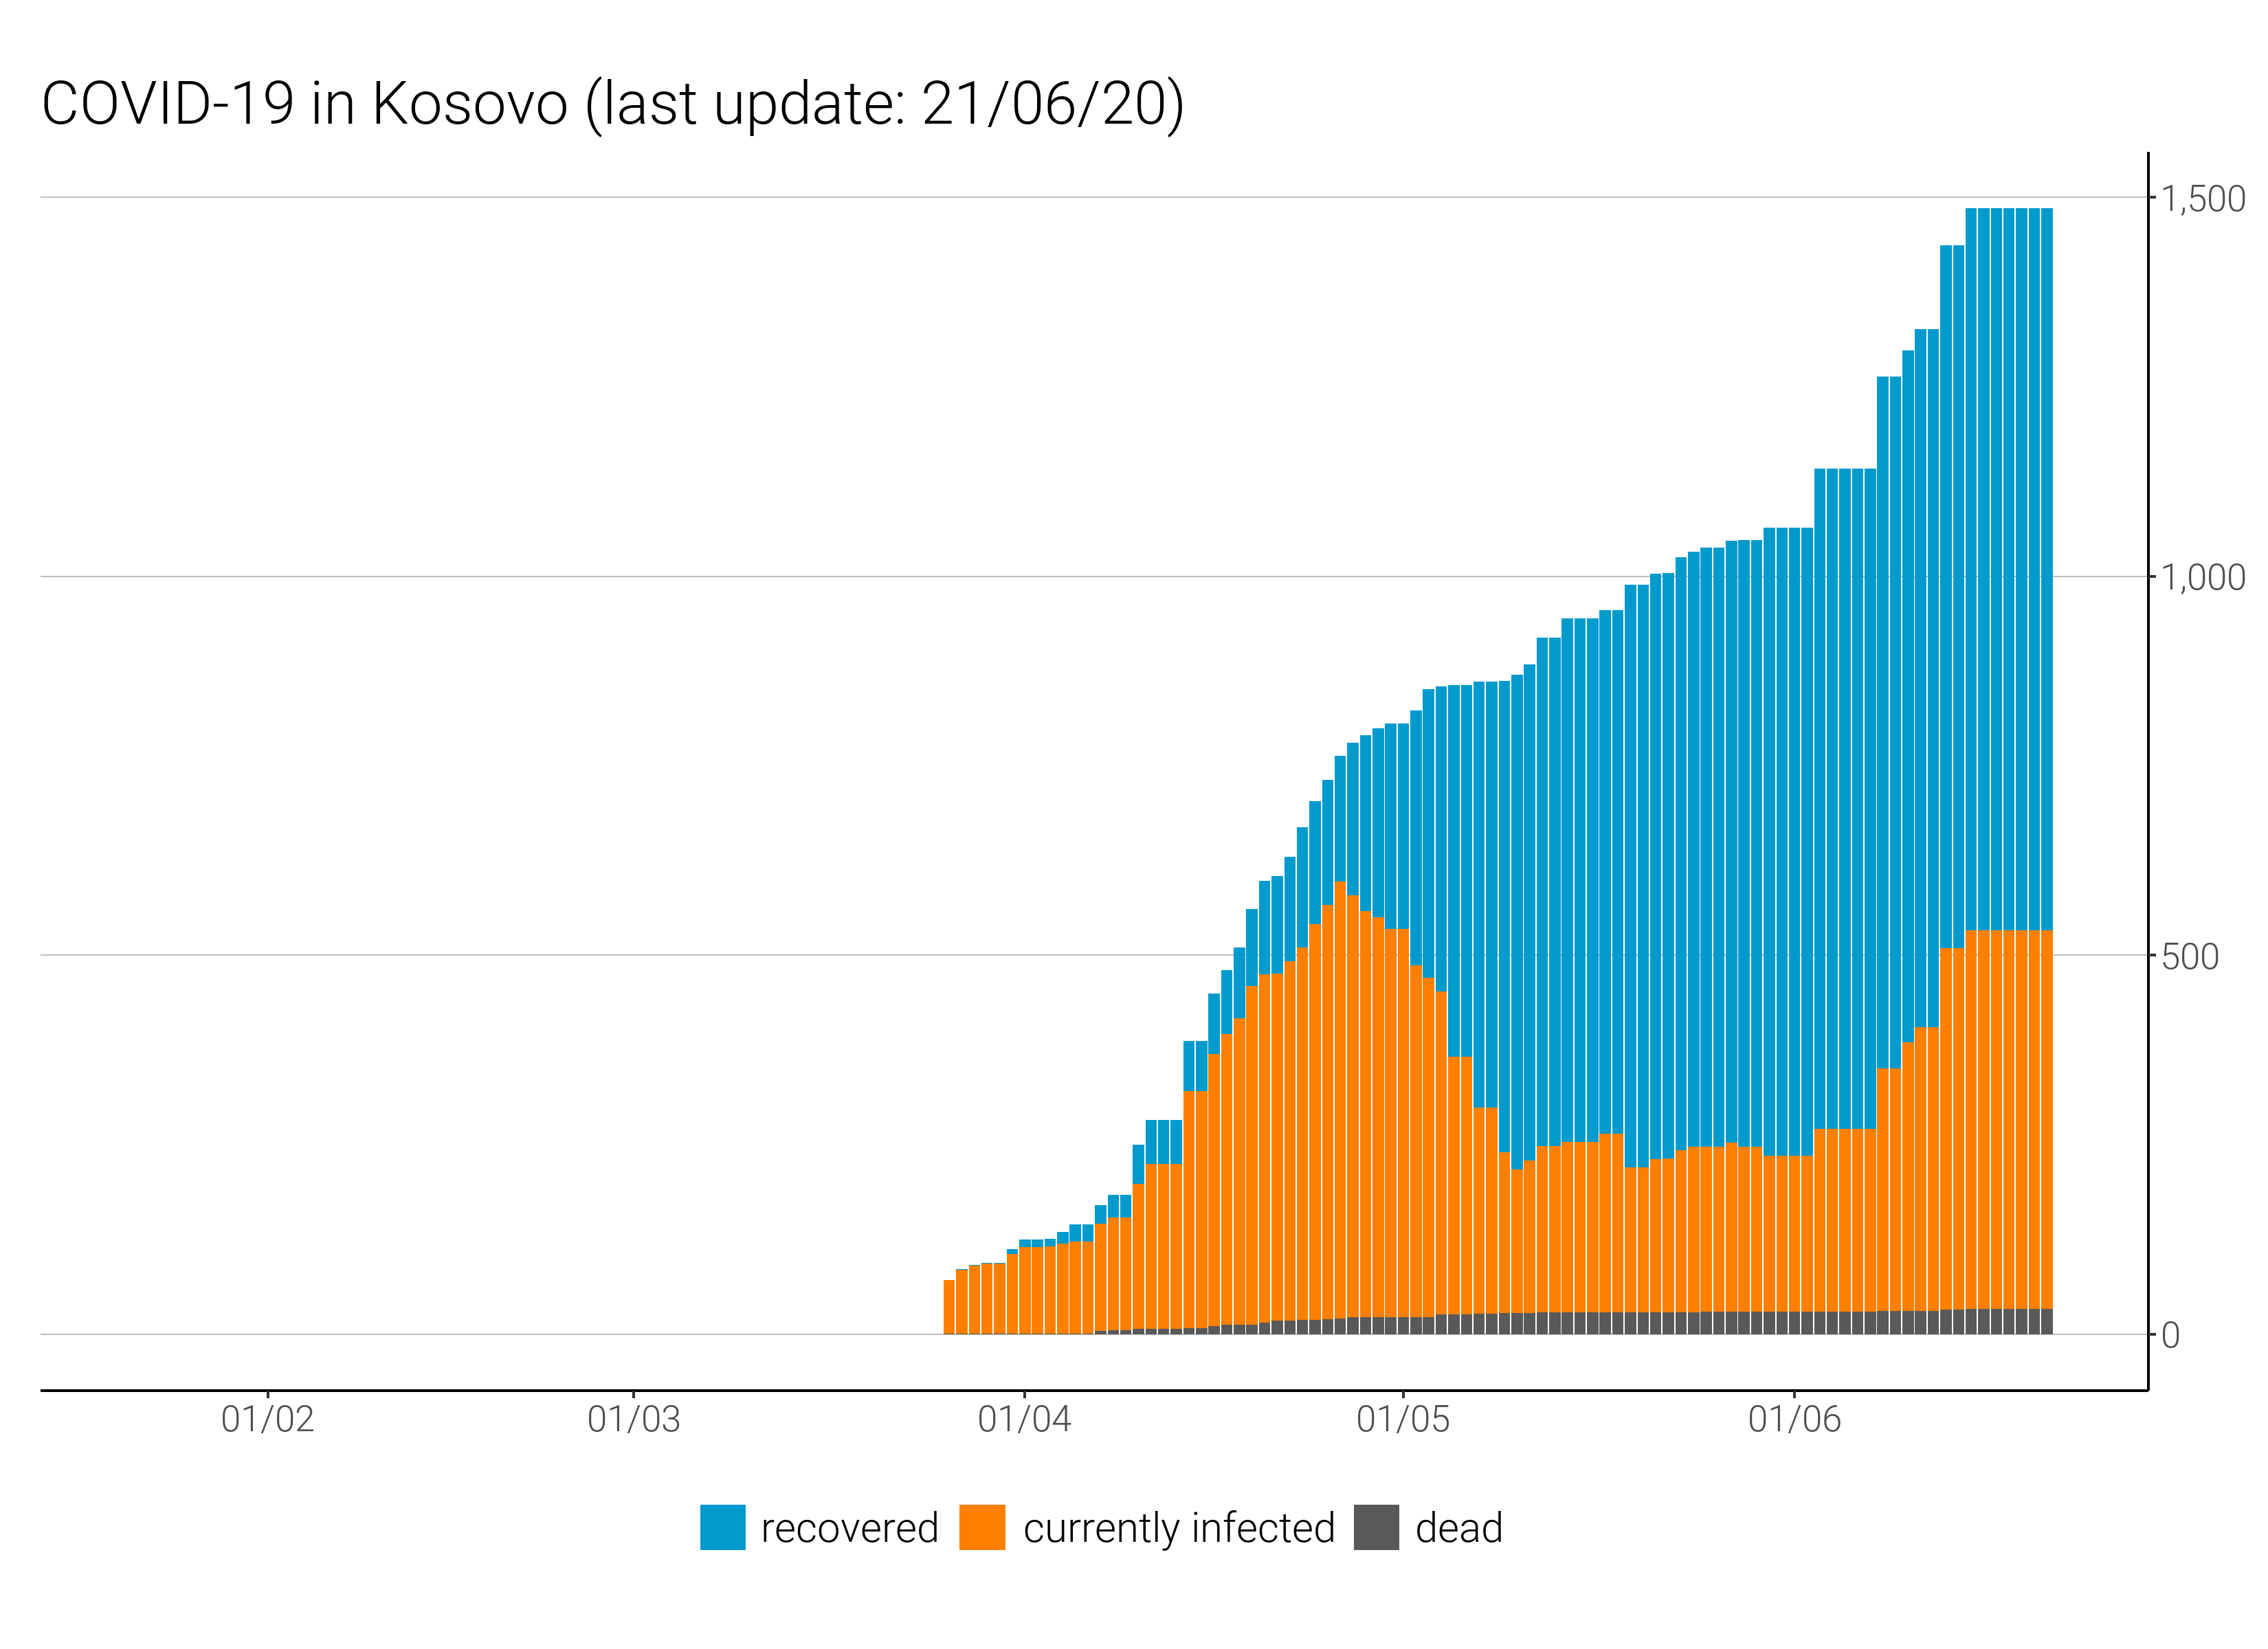 COVID-19 in Kosovo (last update: 21/06/20)
1,500
1,000
500
0
01/02 01/03 01/04 01/05 01/06
recovered currently infected dead